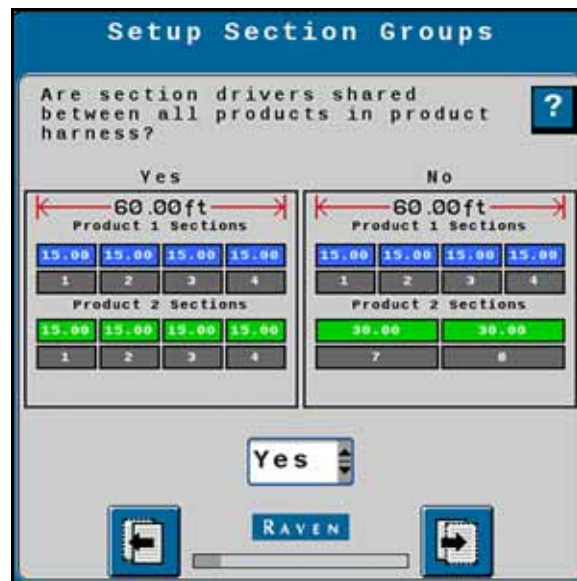 Setup Section Groups
Are section drivers shared
between all products in product
harness?
?
Yes
60.00ft
Product 1 Sections
15.00 15.00 15.00 15.00
1 2 3 4
Product 2 Sections
15.00 15.00 15.00 15.00
1 2 3 4
No
60.00ft
Product 1 Sections
15.00 15.00 15.00 15.00
1 2 3 4
Product 2 Sections
30.00 30.00
7 8
Yes
RAVEN